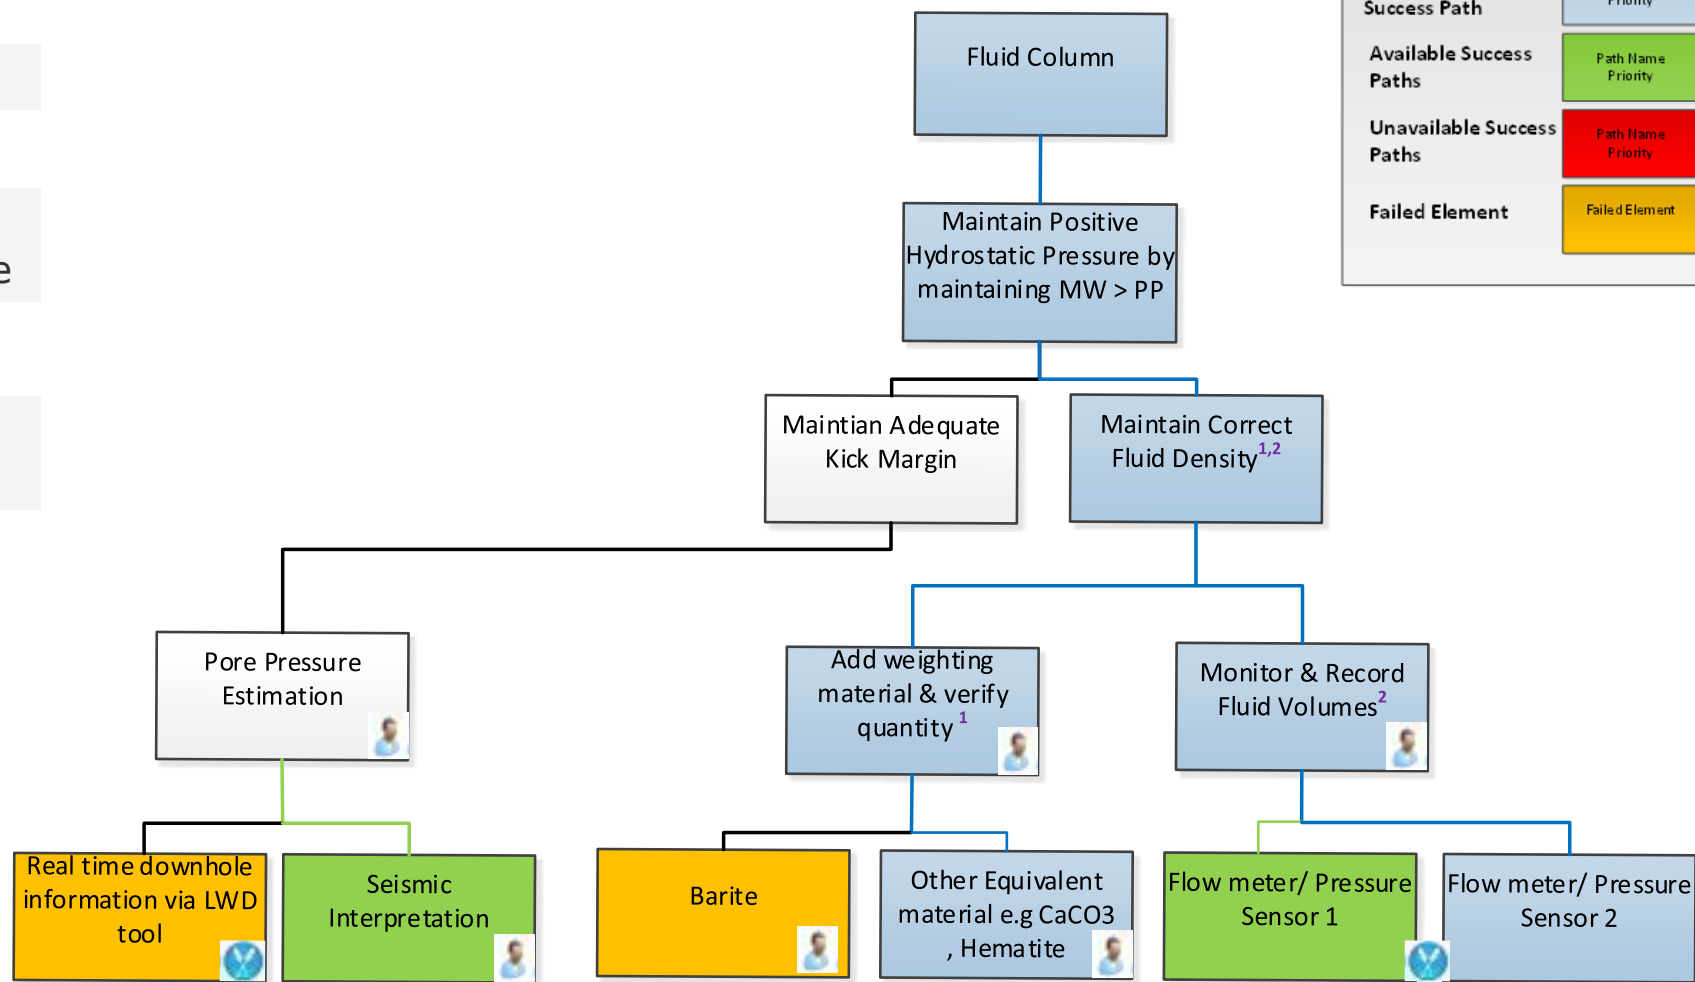 Success Path
Priority
Available Success
Paths
Path Name
Priority
Unavailable Success
Paths
Path Name
Priority
Failed Element
Failed Element
e
Fluid Column
Maintain Positive
Hydrostatic Pressure by
maintaining MW > PP
Maintian Adequate
Kick Margin
Maintain Correct
Fluid Density1,2
Pore Pressure
Estimation
Add weighting
material & verify
quantity 1
Monitor & Record
Fluid Volumes2
Real time downhole
information via LWD
tool
Seismic
Interpretation
Barite
Other Equivalent
material e.g CaCO3
, Hematite
Flow meter/ Pressure
Sensor 1
Flow meter/ Pressure
Sensor 2